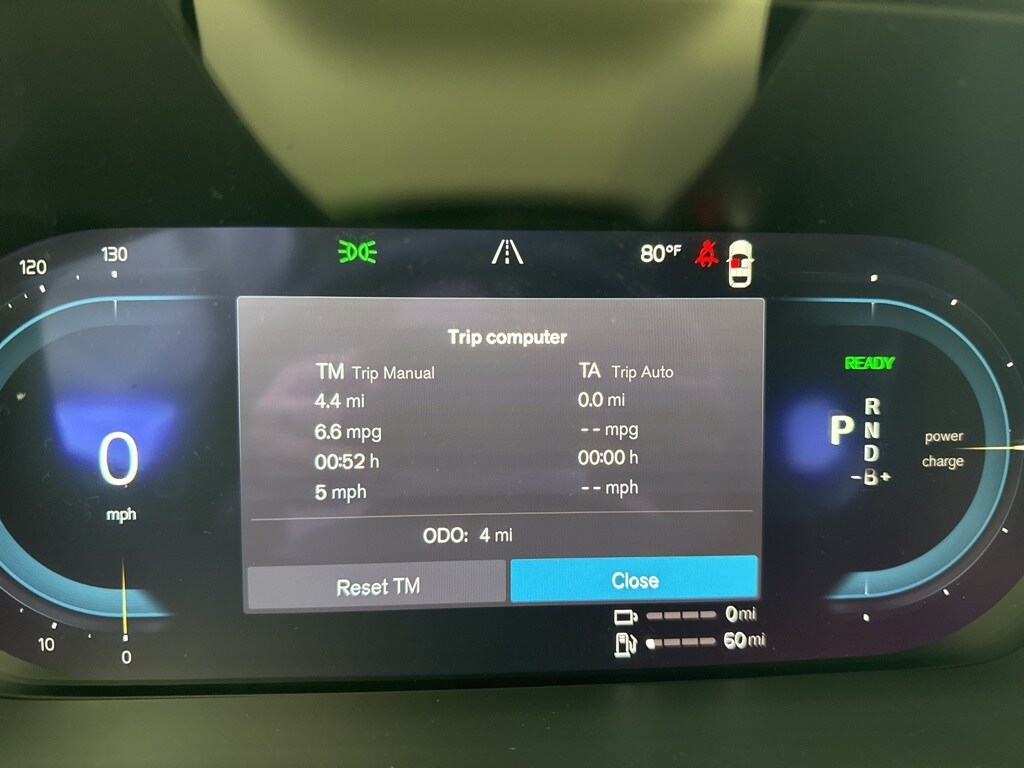 120
130
80°F
Trip computer
TM Trip Manual
TA Trip Auto
4.4 mi
0.0 mi
6.6 mpg
-- mpg
00:52 h
00:00 h
5 mph
-- mph
ODO: 4 mi
Reset TM
Close
0
mph
10
0
READY
P
R
N
D
-B+
power
charge
0mi
60mi